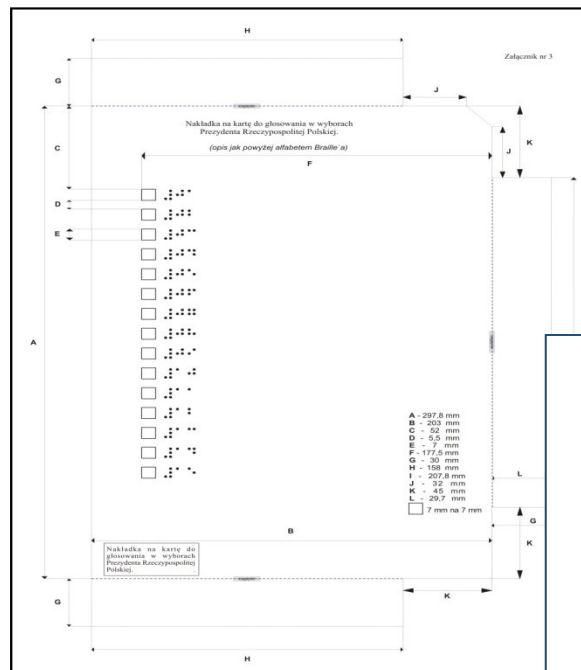 H
Załącznik nr 3
G
J
Nakładka na kartę do głosowania w wyborach
Prezydenta Rzeczypospolitej Polskiej.
K
C
J
(opis jak powyżej alfabetem Braille`a)
F
D
E
A
A - 297,8 mm
B - 203 mm
C - 52 mm
D - 5,5 mm
E - 7 mm
F - 177,5 mm
G - 30 mm
H - 158 mm
I - 207,8 mm
J - 32 mm
K - 45 mm
L - 29,7 mm
7 mm na 7 mm
L
G
B
K
Nakładka na kartę do
głosowania w wyborach
Prezydenta Rzeczypospolitej
Polskiej.
G
K
H